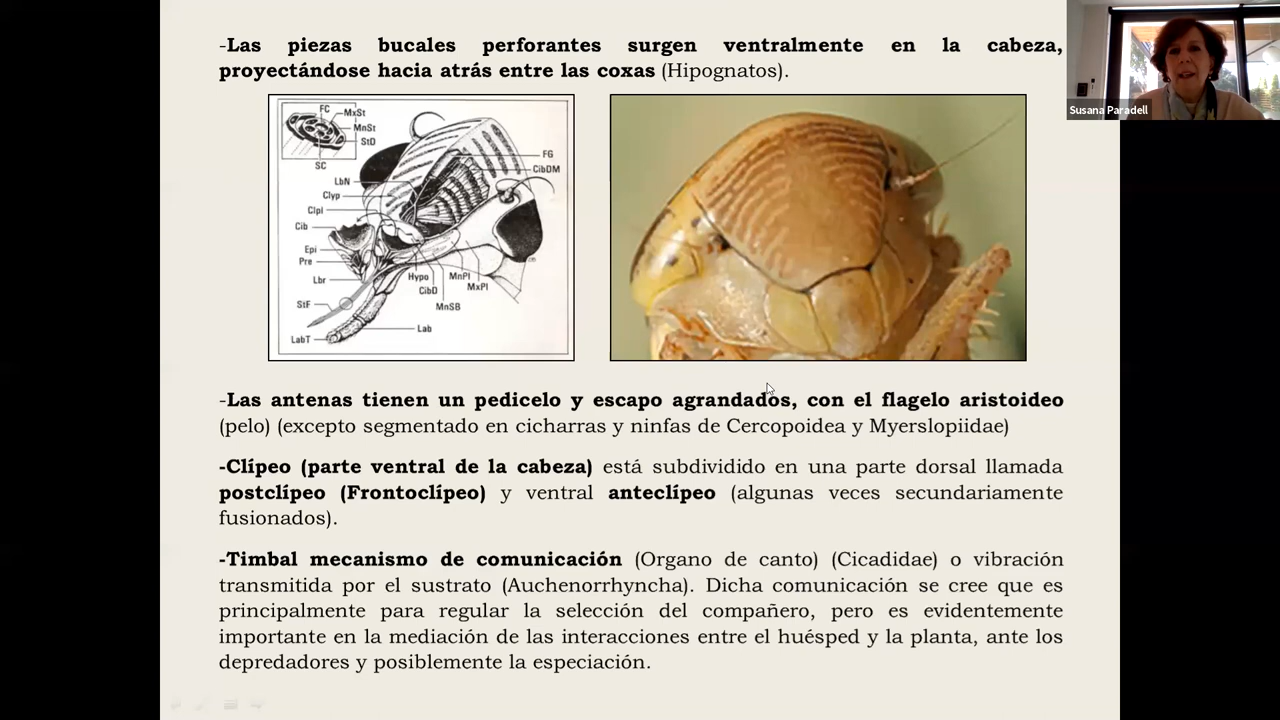 -Las piezas bucales perforantes surgen ventralmente en la cabeza,
proyectándose hacia atrás entre las coxas (Hipognatos).
Susana Paradell
FC
MxSt
MnSt
StD
SC
FG
CibDM
LbN
Clyp
Clpl
Cib
Epi
Pre
Lbr
StF
LabT
Hypo
CibD
MnSB
MnPl
MxPl
Lab
-Las antenas tienen un pedicelo y escapo agrandados, con el flagelo aristoideo
(pelo) (excepto segmentado en cicharras y ninfas de Cercopoidea y Myerslopiidae)
-Clípeo (parte ventral de la cabeza) está subdividido en una parte dorsal llamada
postclípeo (Frontoclípeo) y ventral anteclípeo (algunas veces secundariamente
fusionados).
-Timbal mecanismo de comunicación (Organo de canto) (Cicadidae) o vibración
transmitida por el sustrato (Auchenorrhyncha). Dicha comunicación se cree que es
principalmente para regular la selección del compañero, pero es evidentemente
importante en la mediación de las interacciones entre el huésped y la planta, ante los
depredadores y posiblemente la especiación.